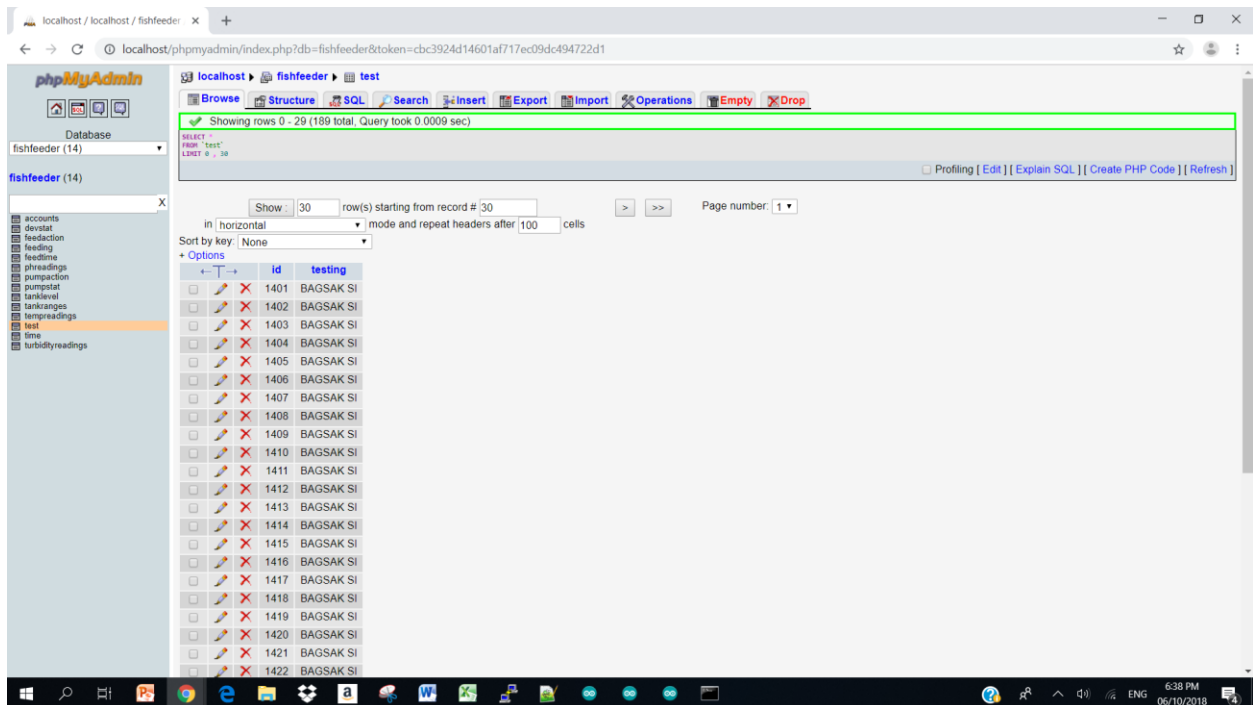 localhost / localhost / fishfeeder
localhost/phpmyadmin/index.php?db=fishfeeder&token=cbc3924d14601af717ec09dc494722d1
phpMyAdmin
SQL
Database
fishfeeder (14)
fishfeeder (14)
X
accounts
devstat
feedaction
feeding
feedtime
phreadings
pumpaction
pumpstat
tanklevel
tankranges
tempreadings
test
time
turbidityreadings
localhost ▸ fishfeeder ▸ test
Browse Structure SQL Search Insert Export Import Operations Empty Drop
Showing rows 0 - 29 (189 total, Query took 0.0009 sec)
SELECT *
FROM `test`
LIMIT 0 , 30
Profiling [ Edit ] [ Explain SQL ] [ Create PHP Code ] [ Refresh ]
Show : 30 row(s) starting from record # 30 > >> Page number: 1
in horizontal mode and repeat headers after 100 cells
Sort by key: None
+ Options
←T→ id testing
1401 BAGSAK SI
1402 BAGSAK SI
1403 BAGSAK SI
1404 BAGSAK SI
1405 BAGSAK SI
1406 BAGSAK SI
1407 BAGSAK SI
1408 BAGSAK SI
1409 BAGSAK SI
1410 BAGSAK SI
1411 BAGSAK SI
1412 BAGSAK SI
1413 BAGSAK SI
1414 BAGSAK SI
1415 BAGSAK SI
1416 BAGSAK SI
1417 BAGSAK SI
1418 BAGSAK SI
1419 BAGSAK SI
1420 BAGSAK SI
1421 BAGSAK SI
1422 BAGSAK SI
ENG
6:38 PM
06/10/2018
4